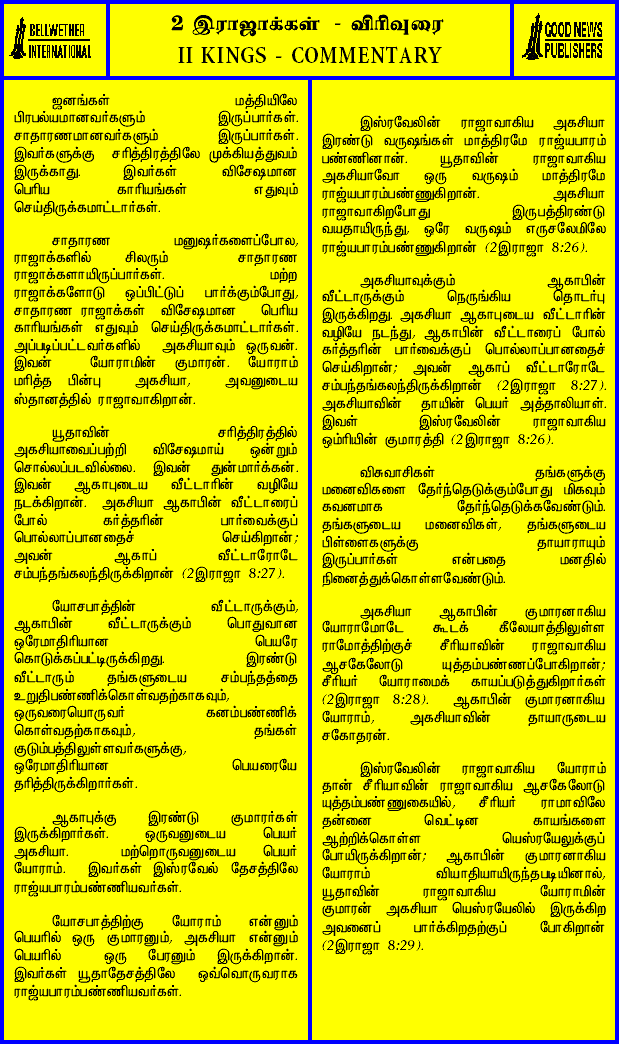 BELLWETHER
INTERNATIONAL
2 இராஜாக்கள் - விரிவுரை
II KINGS - COMMENTARY
GOOD NEWS
PUBLISHERS
ஜனங்கள் மத்தியிலே
பிரபல்யமானவர்களும் இருப்பார்கள்.
சாதாரணமானவர்களும் இருப்பார்கள்.
இவர்களுக்கு சரித்திரத்திலே முக்கியத்துவம்
இருக்காது. இவர்கள் விசேஷமான
பெரிய காரியங்கள் எதுவும்
செய்திருக்கமாட்டார்கள்.
சாதாரண மனுஷர்களைப்போல,
ராஜாக்களில் சிலரும் சாதாரண
ராஜாக்களாயிருப்பார்கள். மற்ற
ராஜாக்களோடு ஒப்பிட்டுப் பார்க்கும்போது,
சாதாரண ராஜாக்கள் விசேஷமான பெரிய
காரியங்கள் எதுவும் செய்திருக்கமாட்டார்கள்.
அப்படிப்பட்டவர்களில் அகசியாவும் ஒருவன்.
இவன் யோராமின் குமாரன். யோராம்
மரித்த பின்பு அகசியா, அவனுடைய
ஸ்தானத்தில் ராஜாவாகிறான்.
யூதாவின் சரித்திரத்தில்
அகசியாவைப்பற்றி விசேஷமாய் ஒன்றும்
சொல்லப்படவில்லை. இவன் துன்மார்க்கன்.
இவன் ஆகாபுடைய வீட்டாரின் வழியே
நடக்கிறான். அகசியா ஆகாபின் வீட்டாரைப்
போல் கர்த்தரின் பார்வைக்குப்
பொல்லாப்பானதைச் செய்கிறான்;
அவன் ஆகாப் வீட்டாரோடே
சம்பந்தங்கலந்திருக்கிறான் (2இராஜா 8:27).
யோசபாத்தின் வீட்டாருக்கும்,
ஆகாபின் வீட்டாருக்கும் பொதுவான
ஒரேமாதிரியான பெயரே
கொடுக்கப்பட்டிருக்கிறது. இரண்டு
வீட்டாரும் தங்களுடைய சம்பந்தத்தை
உறுதிபண்ணிக்கொள்வதற்காகவும்,
ஒருவரையொருவர் கனம்பண்ணிக்
கொள்வதற்காகவும், தங்கள்
குடும்பத்திலுள்ளவர்களுக்கு,
ஒரேமாதிரியான பெயரையே
தரித்திருக்கிறார்கள்.
ஆகாபுக்கு இரண்டு குமாரர்கள்
இருக்கிறார்கள். ஒருவனுடைய பெயர்
அகசியா. மற்றொருவனுடைய பெயர்
யோராம். இவர்கள் இஸ்ரவேல் தேசத்திலே
ராஜ்யபாரம்பண்ணியவர்கள்.
யோசபாத்திற்கு யோராம் என்னும்
பெயரில் ஒரு குமாரனும், அகசியா என்னும்
பெயரில் ஒரு பேரனும் இருக்கிறான்.
இவர்கள் யூதாதேசத்திலே ஒவ்வொருவராக
ராஜ்யபாரம்பண்ணியவர்கள்.
இஸ்ரவேலின் ராஜாவாகிய அகசியா
இரண்டு வருஷங்கள் மாத்திரமே ராஜ்யபாரம்
பண்ணினான். யூதாவின் ராஜாவாகிய
அகசியாவோ ஒரு வருஷம் மாத்திரமே
ராஜ்யபாரம்பண்ணுகிறான். அகசியா
ராஜாவாகிறபோது இருபத்திரண்டு
வயதாயிருந்து, ஒரே வருஷம் எருசலேமிலே
ராஜ்யபாரம்பண்ணுகிறான் (2இராஜா 8:26).
அகசியாவுக்கும் ஆகாபின்
வீட்டாருக்கும் நெருங்கிய தொடர்பு
இருக்கிறது. அகசியா ஆகாபுடைய வீட்டாரின்
வழியே நடந்து, ஆகாபின் வீட்டாரைப் போல்
கர்த்தரின் பார்வைக்குப் பொல்லாப்பானதைச்
செய்கிறான்; அவன் ஆகாப் வீட்டாரோடே
சம்பந்தங்கலந்திருக்கிறான் (2இராஜா 8:27).
அகசியாவின் தாயின் பெயர் அத்தாலியாள்.
இவள் இஸ்ரவேலின் ராஜாவாகிய
ஒம்ரியின் குமாரத்தி (2இராஜா 8:26).
விசுவாசிகள் தங்களுக்கு
மனைவிகளை தேர்ந்தெடுக்கும்போது மிகவும்
கவனமாக தேர்ந்தெடுக்கவேண்டும்.
தங்களுடைய மனைவிகள், தங்களுடைய
பிள்ளைகளுக்கு தாயாராயும்
இருப்பார்கள் என்பதை மனதில்
நினைத்துக்கொள்ளவேண்டும்.
அகசியா ஆகாபின் குமாரனாகிய
யோராமோடே கூடக் கீலேயாத்திலுள்ள
ராமோத்திற்குச் சீரியாவின் ராஜாவாகிய
ஆசகேலோடு யுத்தம்பண்ணப்போகிறான்;
சீரியர் யோராமைக் காயப்படுத்துகிறார்கள்
(2இராஜா 8:28). ஆகாபின் குமாரனாகிய
யோராம், அகசியாவின் தாயாருடைய
சகோதரன்.
இஸ்ரவேலின் ராஜாவாகிய யோராம்
தான் சீரியாவின் ராஜாவாகிய ஆசகேலோடு
யுத்தம்பண்ணுகையில், சீரியர் ராமாவிலே
தன்னை வெட்டின காயங்களை
ஆற்றிக்கொள்ள யெஸ்ரயேலுக்குப்
போயிருக்கிறான்; ஆகாபின் குமாரனாகிய
யோராம் வியாதியாயிருந்தபடியினால்,
யூதாவின் ராஜாவாகிய யோராமின்
குமாரன் அகசியா யெஸ்ரயேலில் இருக்கிற
அவனைப் பார்க்கிறதற்குப் போகிறான்
(2இராஜா 8:29).